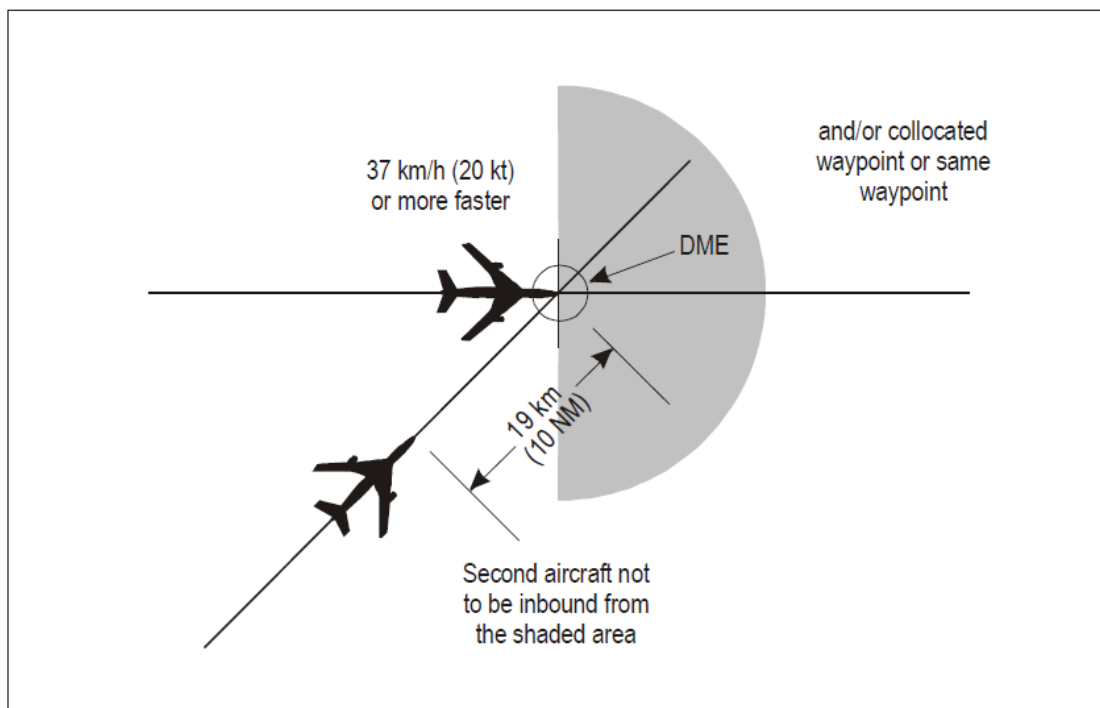 and/or collocated
waypoint or same
waypoint
37 km/h (20 kt)
or more faster
DME
19 km
(10 NM)
Second aircraft not
to be inbound from
the shaded area